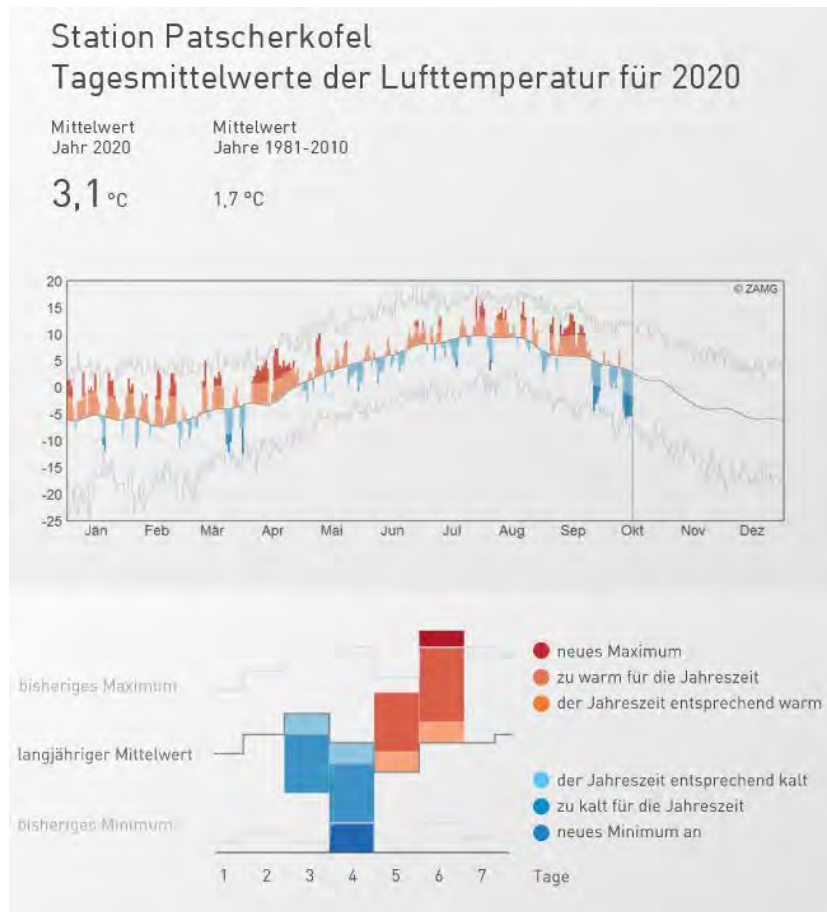 Station Patscherkofel
Tagesmittelwerte der Lufttemperatur für 2020
Mittelwert
Jahr 2020
Mittelwert
Jahre 1981-2010
3,1 °C
1,7 °C
20
15
10
5
0
-5
-10
-15
-20
-25
© ZAMG
Jän Feb Mär Apr Mai Jun Jul Aug Sep Okt Nov Dez
bisheriges Maximum
langjähriger Mittelwert
bisheriges Minimum
neues Maximum
zu warm für die Jahreszeit
der Jahreszeit entsprechend warm
der Jahreszeit entsprechend kalt
zu kalt für die Jahreszeit
neues Minimum an
1 2 3 4 5 6 7 Tage